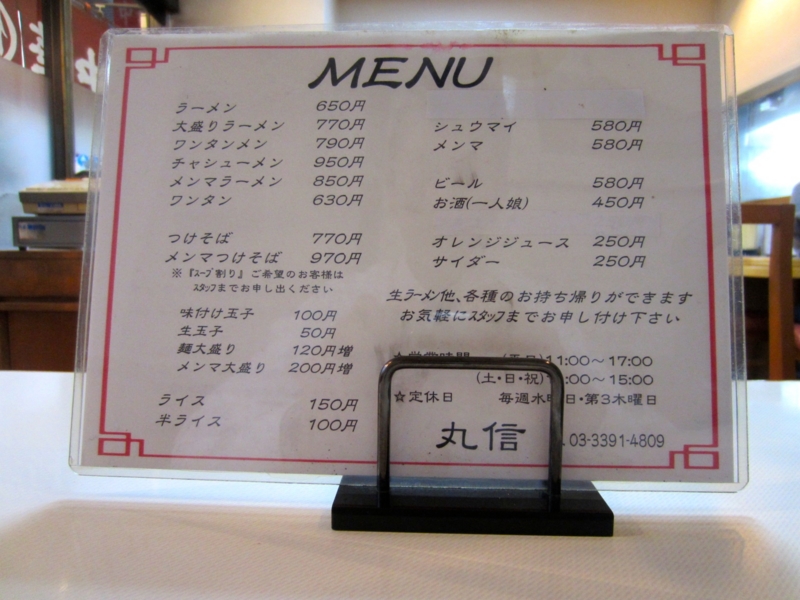 MENU
ラーメン 650円
大盛りラーメン 770円
ワンタンメン 790円
チャシューメン 950円
メンマラーメン 850円
ワンタン 630円
つけそば 770円
メンマつけそば 970円
※『スープ割り』ご希望のお客様は
スタッフまでお申し出ください
味付け玉子 100円
生玉子 50円
麺大盛り 120円増
メンマ大盛り 200円増
ライス 150円
半ライス 100円
シュウマイ 580円
メンマ 580円
ビール 580円
お酒(一人娘) 450円
オレンジジュース 250円
サイダー 250円
生ラーメン他、各種のお持ち帰りができます
お気軽にスタッフまでお申し付け下さい
11:00～17:00
(土・日・祝) :00～15:00
☆定休日 毎週水曜日・第3木曜日
丸信 03-3391-4809